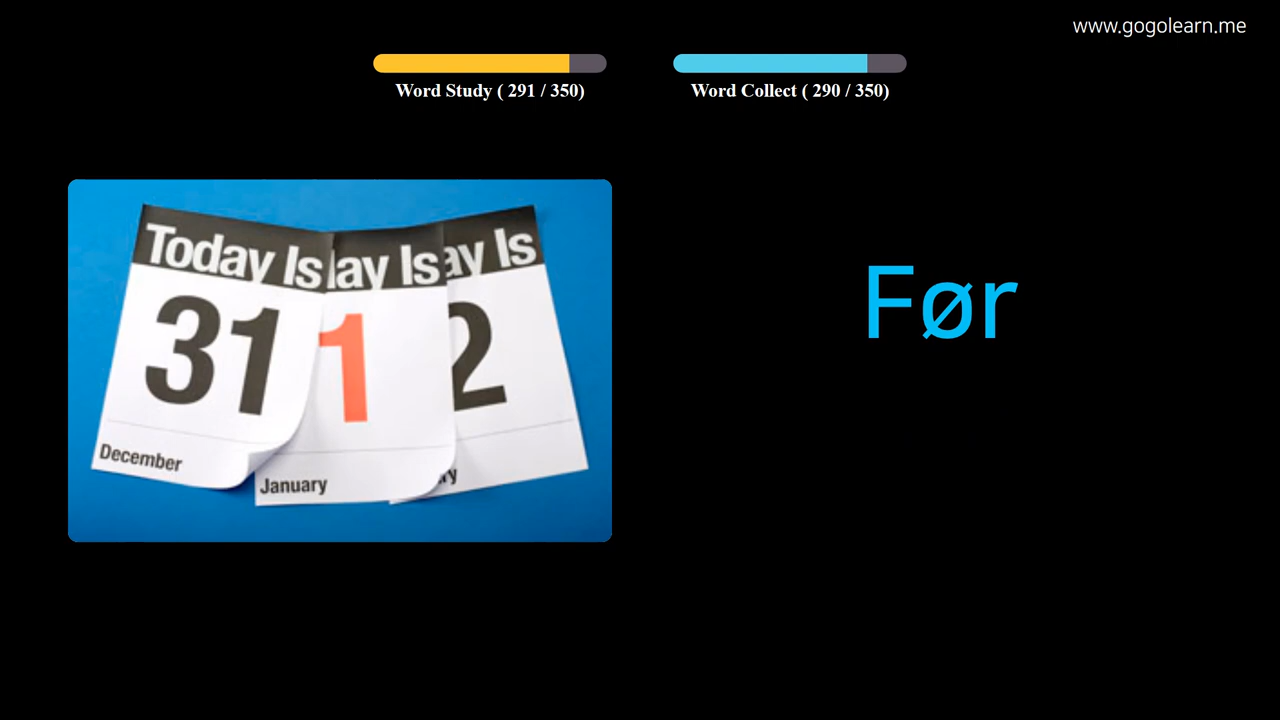 www.gogolearn.me
Word Study ( 291 / 350)
Word Collect ( 290 / 350)
Today Is
ay Is
ay Is
31
1
2
December
January
ry
Før